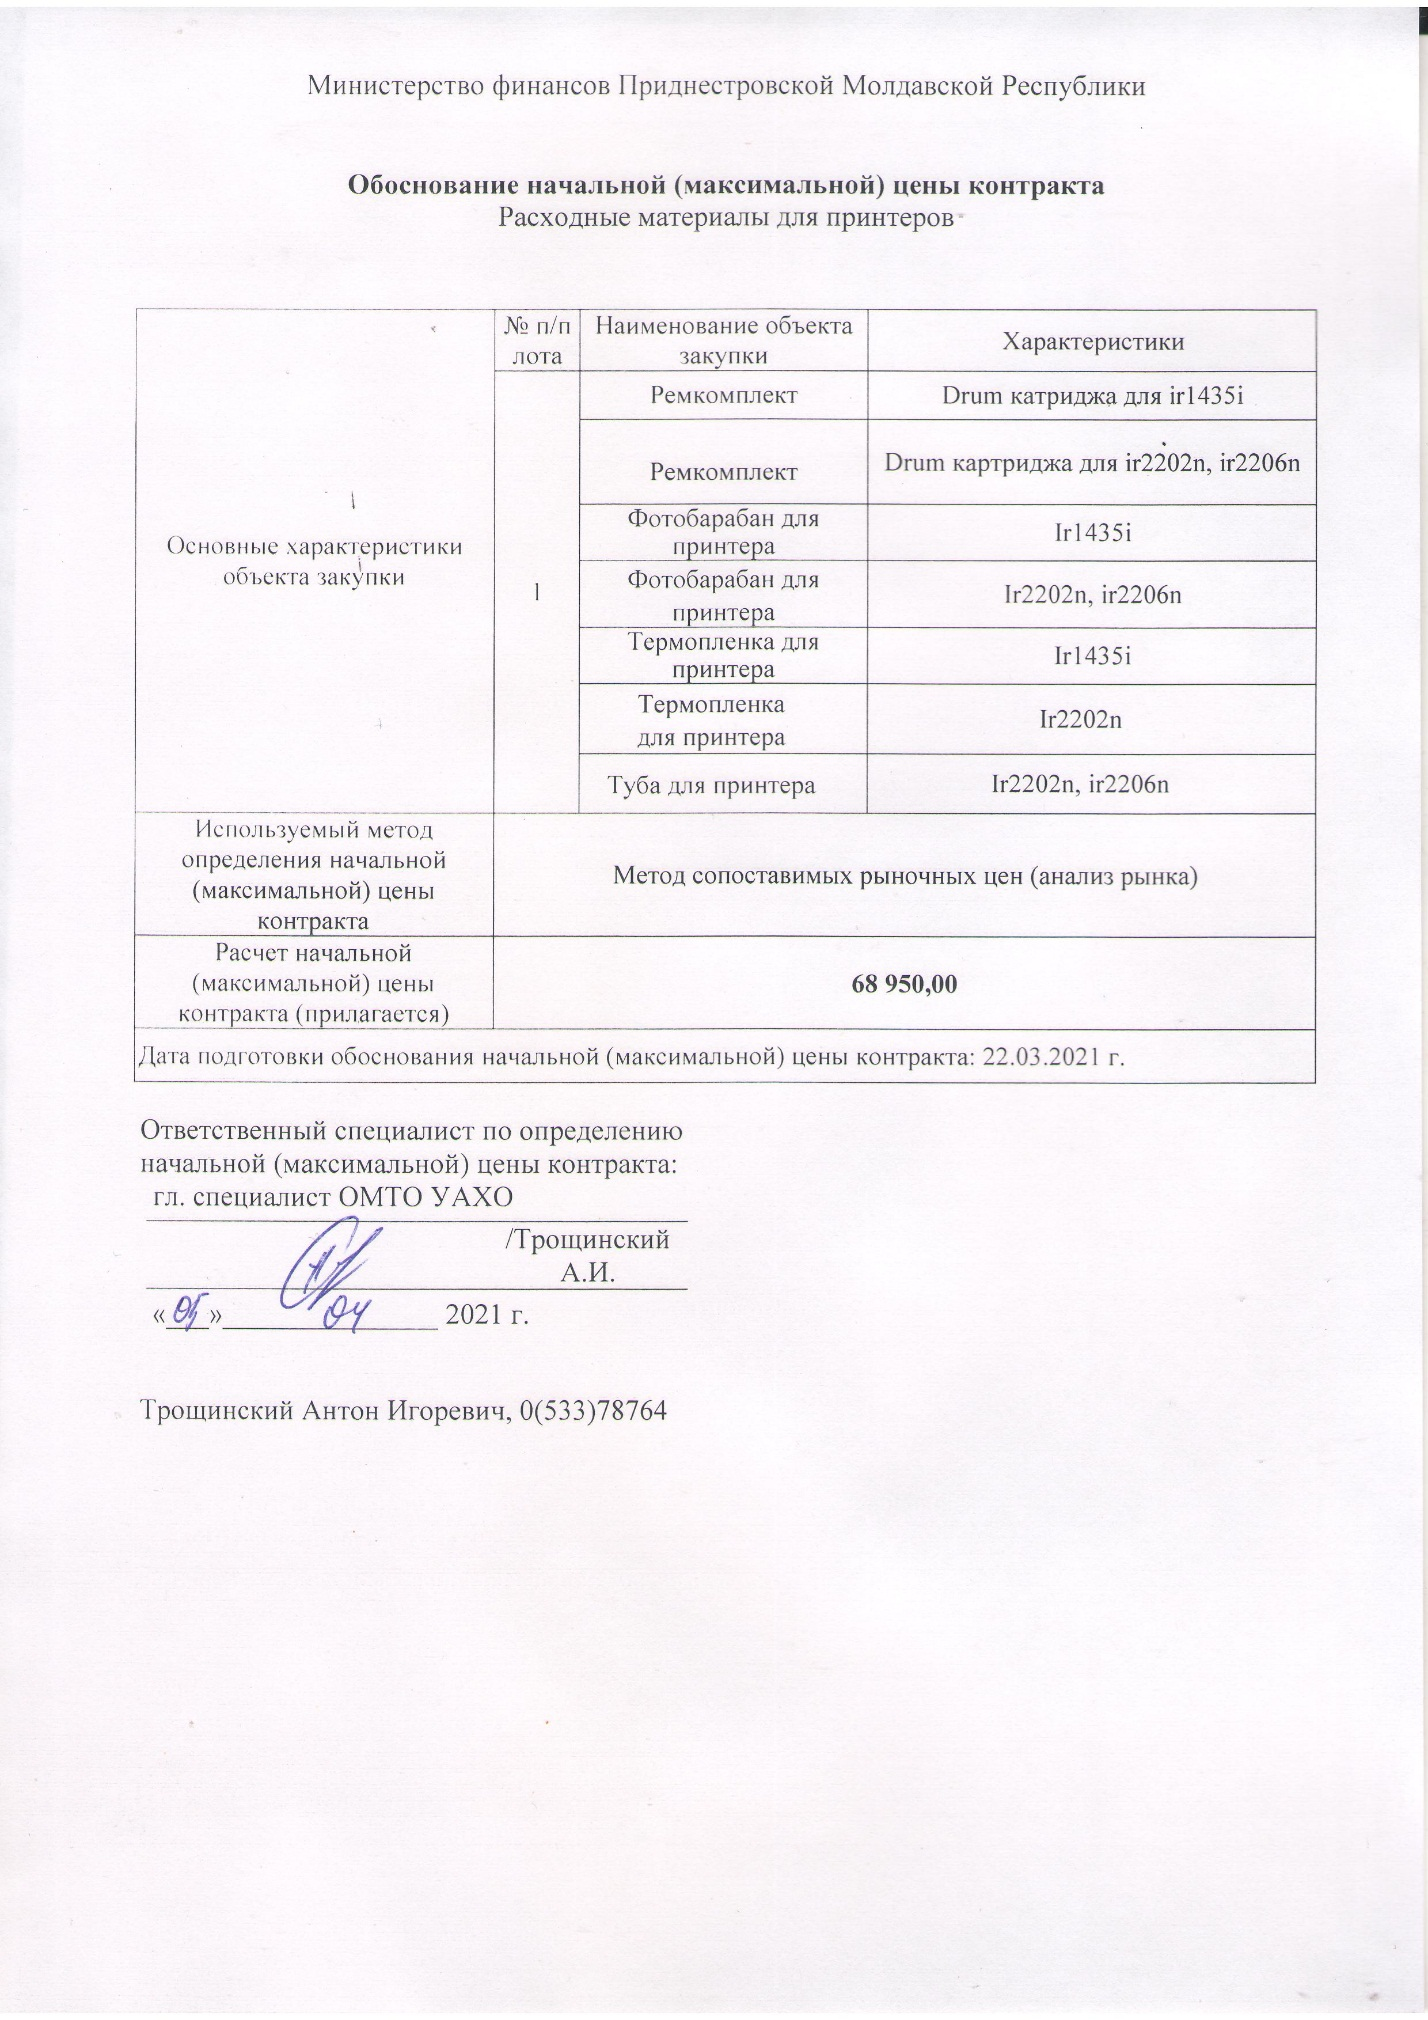 Министерство финансов Приднестровской Молдавской Республики
Обоснование начальной (максимальной) цены контракта
Расходные материалы для принтеров
№ п/п
лота
Наименование объекта
закупки
Характеристики
Основные характеристики
объекта закупки
1
Ремкомплект
Drum катриджа для ir1435i
Ремкомплект
Drum картриджа для ir2202n, ir2206n
Фотобарабан для
принтера
Ir1435i
Фотобарабан для
принтера
Ir2202n, ir2206n
Термопленка для
принтера
Ir1435i
Термопленка
для принтера
Ir2202n
Туба для принтера
Ir2202n, ir2206n
Используемый метод
определения начальной
(максимальной) цены
контракта
Метод сопоставимых рыночных цен (анализ рынка)
Расчет начальной
(максимальной) цены
контракта (прилагается)
68 950,00
Дата подготовки обоснования начальной (максимальной) цены контракта: 22.03.2021 г.
Ответственный специалист по определению
начальной (максимальной) цены контракта:
гл. специалист ОМТО УАХО
/Трощинский
А.И.
«05» 04 2021 г.
Трощинский Антон Игоревич, 0(533)78764